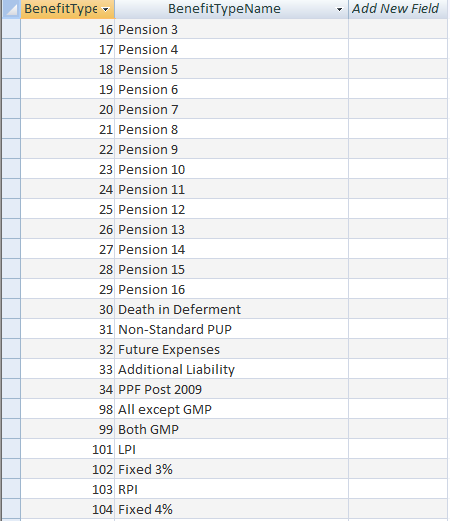 BenefitType BenefitTypeName Add New Field
16 Pension 3
17 Pension 4
18 Pension 5
19 Pension 6
20 Pension 7
21 Pension 8
22 Pension 9
23 Pension 10
24 Pension 11
25 Pension 12
26 Pension 13
27 Pension 14
28 Pension 15
29 Pension 16
30 Death in Deferment
31 Non-Standard PUP
32 Future Expenses
33 Additional Liability
34 PPF Post 2009
98 All except GMP
99 Both GMP
101 LPI
102 Fixed 3%
103 RPI
104 Fixed 4%